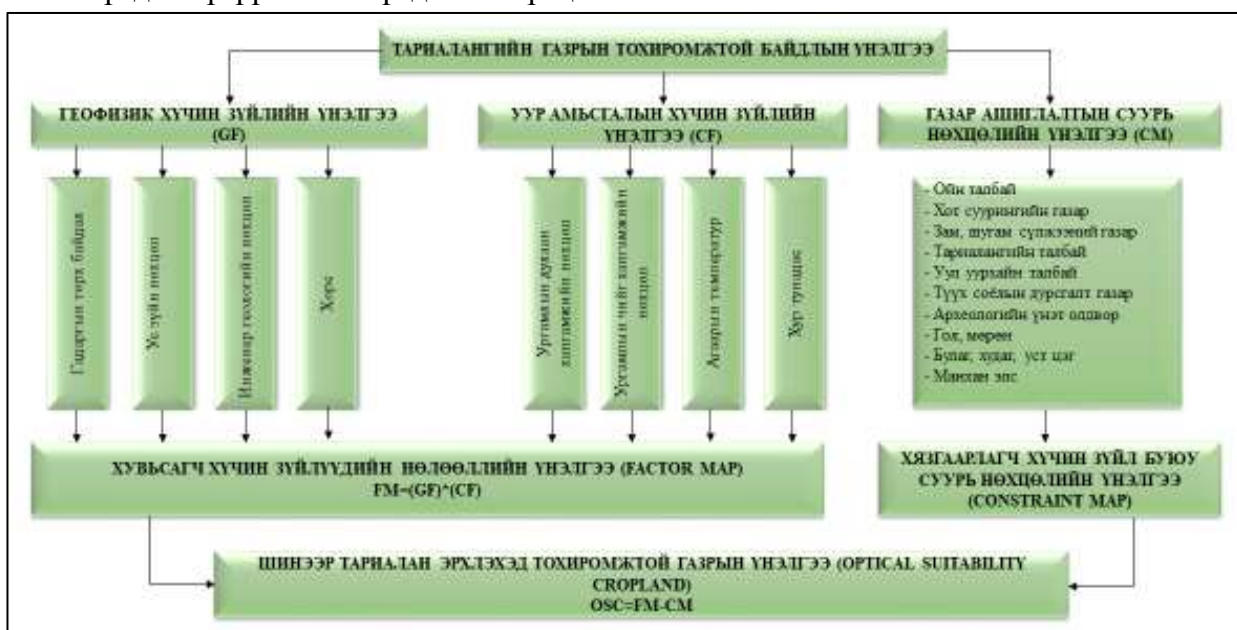 ТАРИАЛАНГИЙН ГАЗРЫН ТОХИРОМЖТОЙ БАЙДЛЫН ҮНЭЛГЭЭ
ГЕОФИЗИК ХҮЧИН ЗҮЙЛИЙН ҮНЭЛГЭЭ
(GF)
УУР АМЬСГАЛЫН ХҮЧИН ЗҮЙЛИЙН
ҮНЭЛГЭЭ (CF)
ГАЗАР АШИГЛАЛТЫН СУУРЬ
НӨХЦӨЛИЙН ҮНЭЛГЭЭ (CM)
Гадаргын төрх байдал
Ус зүйн нөхцөл
Инженер геологийн нөхцөл
Хөрс
Ургамлын дулаан
хангамжийн нөхцөл
Ургамлын чийг хангамжийн
нөхцөл
Агаарын температур
Хур тунадас
- Ойн талбай
- Хот суурингийн газар
- Зам, шугам сүлжээний газар
- Тариалангийн талбай
- Уул уурхайн талбай
- Түүх соёлын дурсгалт газар
- Археологийн үнэт олдвор
- Гол, мөрөн
- Булаг, худаг, уст цэг
- Манхан элс
ХУВЬСАГЧ ХҮЧИН ЗҮЙЛҮҮДИЙН НӨЛӨӨЛЛИЙН ҮНЭЛГЭЭ (FACTOR MAP)
FM=(GF)*(CF)
ХЯЗГААРЛАГЧ ХҮЧИН ЗҮЙЛ БУЮУ
СУУРЬ НӨХЦӨЛИЙН ҮНЭЛГЭЭ
(CONSTRAINT MAP)
ШИНЭЭР ТАРИАЛАН ЭРХЛЭХЭД ТОХИРОМЖТОЙ ГАЗРЫН ҮНЭЛГЭЭ (OPTICAL SUITABILITY
CROPLAND)
OSC=FM-CM